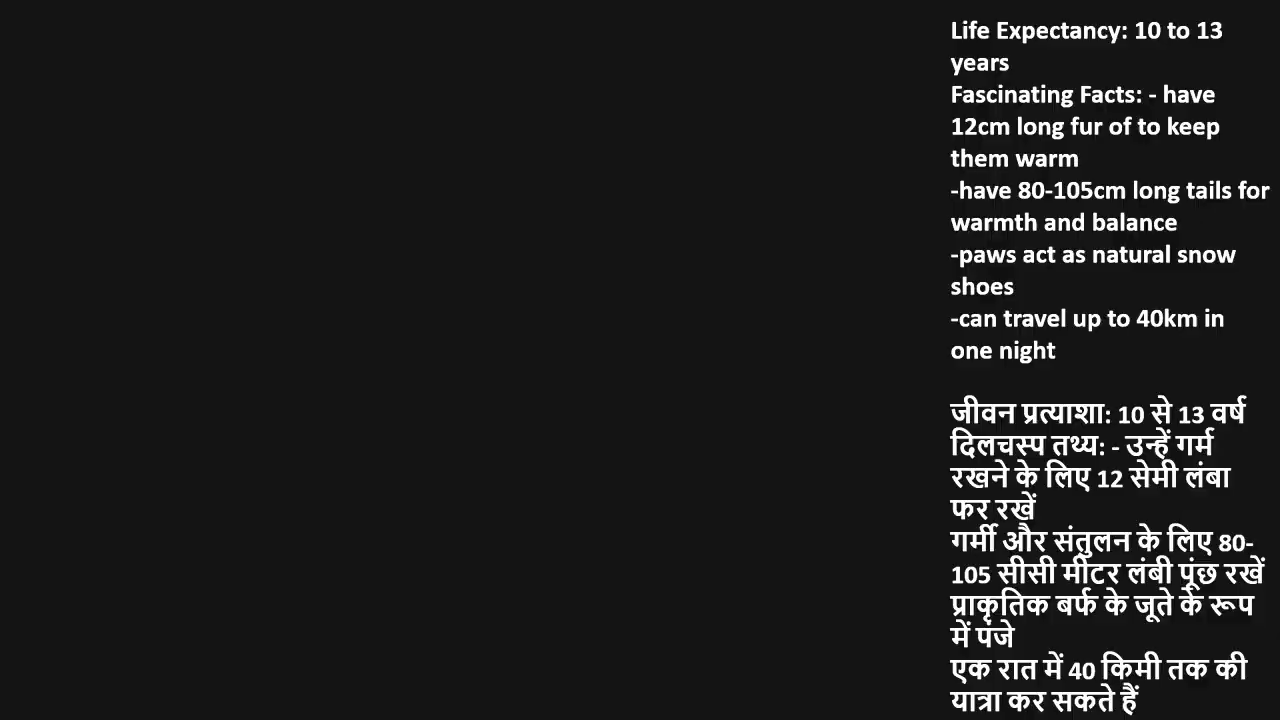 Life Expectancy: 10 to 13
years
Fascinating Facts: - have
12cm long fur of to keep
them warm
-have 80-105cm long tails for
warmth and balance
-paws act as natural snow
shoes
-can travel up to 40km in
one night
जीवन प्रत्याशा: 10 से 13 वर्ष
दिलचस्प तथ्य: - उन्हें गर्म
रखने के लिए 12 सेमी लंबा
फर रखें
गर्मी और संतुलन के लिए 80-
105 सीसी मीटर लंबी पूंछ रखें
प्राकृतिक बर्फ के जूते के रूप
में पंजे
एक रात में 40 किमी तक की
यात्रा कर सकते हैं